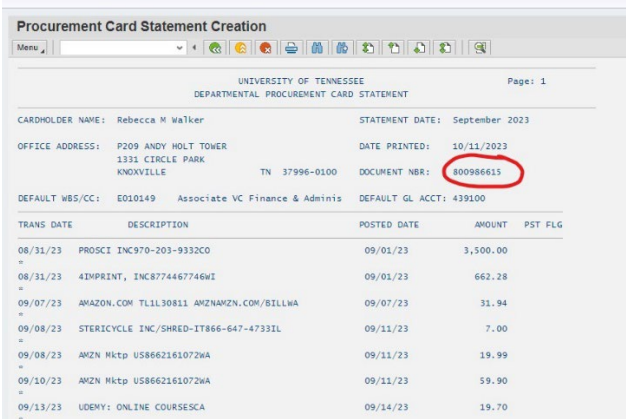 Procurement Card Statement Creation
Menu
UNIVERSITY OF TENNESSEE Page: 1
DEPARTMENTAL PROCUREMENT CARD STATEMENT
CARDHOLDER NAME: Rebecca M Walker STATEMENT DATE: September 2023
OFFICE ADDRESS: P209 ANDY HOLT TOWER DATE PRINTED: 10/11/2023
1331 CIRCLE PARK
KNOXVILLE TN 37996-0100 DOCUMENT NBR: 800986615
DEFAULT WBS/CC: E010149 Associate VC Finance & Adminis DEFAULT GL ACCT: 439100
TRANS DATE DESCRIPTION POSTED DATE AMOUNT PST FLG
08/31/23 PROSCI INC970-203-9332CO 09/01/23 3,500.00
=
08/31/23 4IMPRINT, INC8774467746WI 09/01/23 662.28
=
09/07/23 AMAZON.COM TL1L30811 AMZNAMZN.COM/BILLWA 09/07/23 31.94
=
09/08/23 STERICYCLE INC/SHRED-IT866-647-4733IL 09/11/23 7.00
=
09/08/23 AMZN Mktp US8662161072WA 09/11/23 19.99
=
09/10/23 AMZN Mktp US8662161072WA 09/11/23 59.90
=
09/13/23 UDEMY: ONLINE COURSESCA 09/14/23 19.70
=